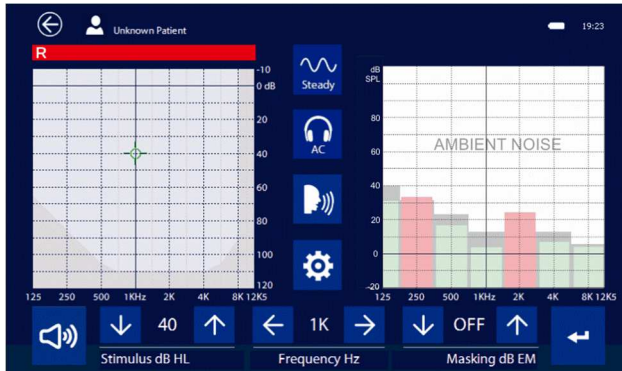 Unknown Patient
19:23
R
-10
0 dB
20
40
60
80
100
120
125 250 500 1KHz 2K 4K 8K 12K5
Steady
AC
dB
SPL
80
60
40
20
0
-20
AMBIENT NOISE
125 250 500 1KHz 2K 4K 8K 12K5
40
1K
OFF
Stimulus dB HL
Frequency Hz
Masking dB EM